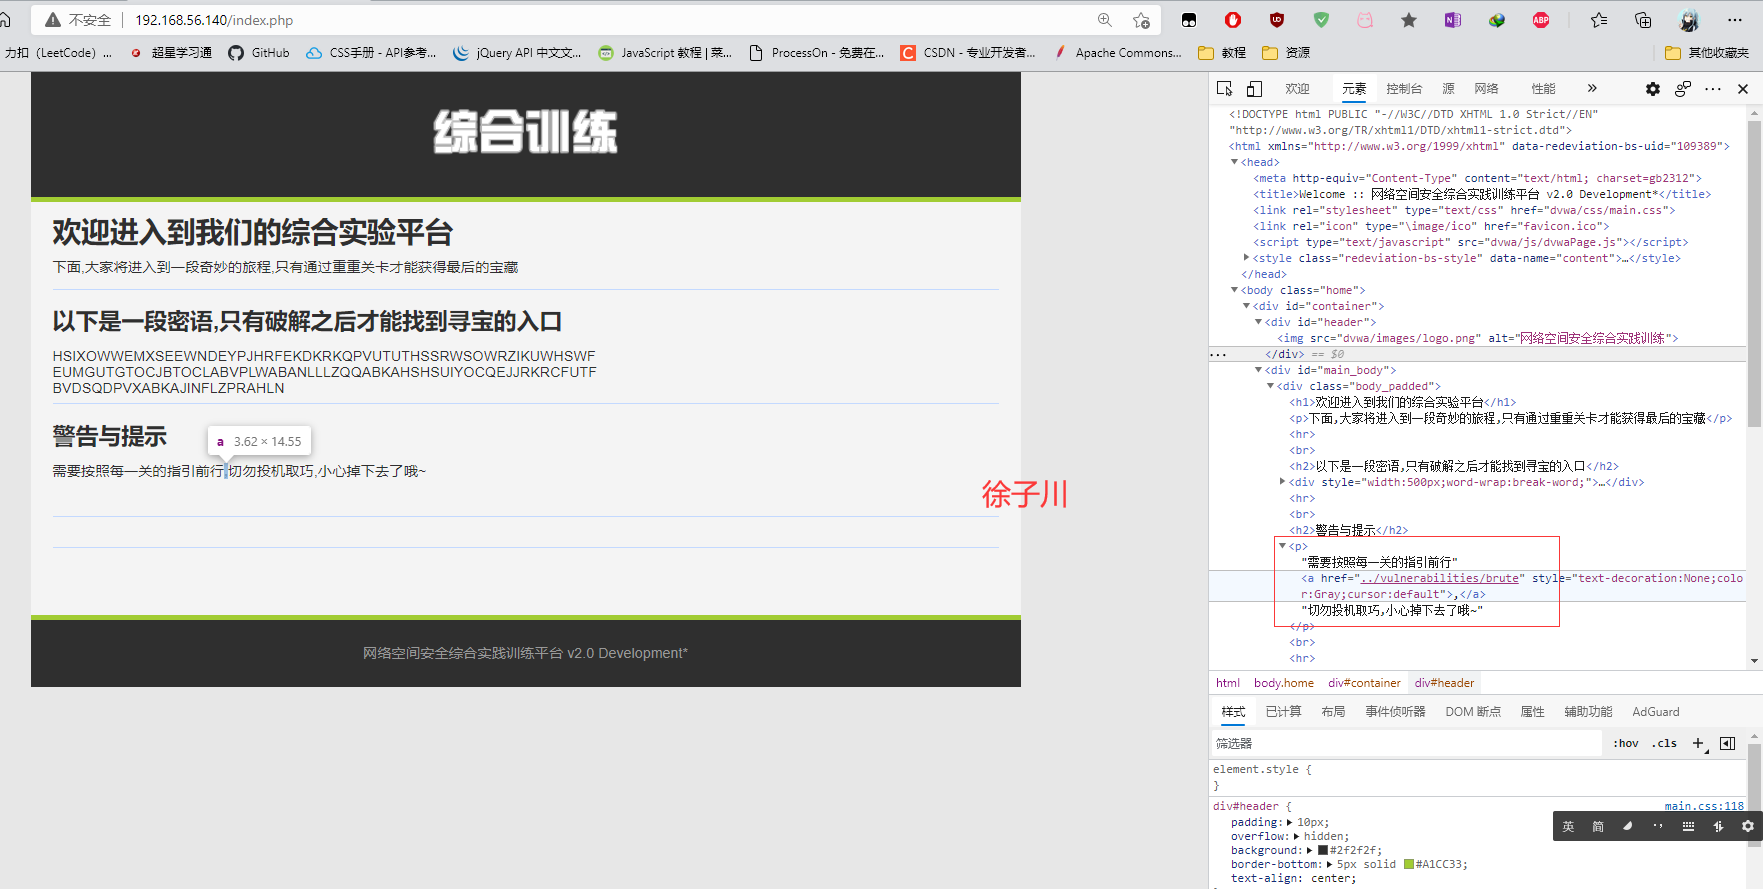 不安全 192.168.56.140/index.php
力扣 (LeetCode) ... 超星学习通 GitHub CSS手册 - API参考... jQuery API 中文文... JavaScript 教程 | 菜... ProcessOn - 免费在... CSDN - 专业开发者... Apache Commons... 教程 资源 其他收藏夹
综合训练
欢迎进入到我们的综合实验平台
下面,大家将进入到一段奇妙的旅程,只有通过重重关卡才能获得最后的宝藏
以下是一段密语,只有破解之后才能找到寻宝的入口
HSIXOWWEMXSEEWNDEYPJHRFEKDKRKQPVUTUTHSSRWSOWRZIKUWHSWF
EUMGUTGTOCJBTOCLABVPLWABANLLLZQQABKAHSHSUIYOCQEJJRKRCFUTF
BVDSQDPVXABKAJINFLZPRAHLN
警告与提示
a 3.62 × 14.55
需要按照每一关的指引前行,切勿投机取巧,小心掉下去了哦~
徐子川
网络空间安全综合实践训练平台 v2.0 Development*
欢迎 元素 控制台 源 网络 性能
<!DOCTYPE html PUBLIC "-//W3C//DTD XHTML 1.0 Strict//EN"
"http://www.w3.org/TR/xhtml1/DTD/xhtml1-strict.dtd">
<html xmlns="http://www.w3.org/1999/xhtml" data-redeviation-bs-uid="109389">
<head>
<meta http-equiv="Content-Type" content="text/html; charset=gb2312">
<title>Welcome :: 网络空间安全综合实践训练平台 v2.0 Development*</title>
<link rel="stylesheet" type="text/css" href="dvwa/css/main.css">
<link rel="icon" type="\image/ico" href="favicon.ico">
<script type="text/javascript" src="dvwa/js/dvwaPage.js"></script>
<style class="redeviation-bs-style" data-name="content">…</style>
</head>
<body class="home">
<div id="container">
<div id="header">
<img src="dvwa/images/logo.png" alt="网络空间安全综合实践训练">
... </div> == $0
<div id="main_body">
<div class="body_padded">
<h1>欢迎进入到我们的综合实验平台</h1>
<p>下面,大家将进入到一段奇妙的旅程,只有通过重重关卡才能获得最后的宝藏</p>
<hr>
<br>
<h2>以下是一段密语,只有破解之后才能找到寻宝的入口</h2>
<div style="width:500px;word-wrap:break-word;">…</div>
<hr>
<br>
<h2>警告与提示</h2>
<p>
"需要按照每一关的指引前行"
<a href="../vulnerabilities/brute" style="text-decoration:None;colo
r:Gray;cursor:default">,</a>
"切勿投机取巧,小心掉下去了哦~"
</p>
<br>
<hr>
html body.home div#container div#header
样式 已计算 布局 事件侦听器 DOM 断点 属性 辅助功能 AdGuard
筛选器 :hov .cls +
element.style {
}
div#header { main.css:118
padding: 10px;
overflow: hidden;
background: #2f2f2f;
border-bottom: 5px solid #A1CC33;
text-align: center;
英 简